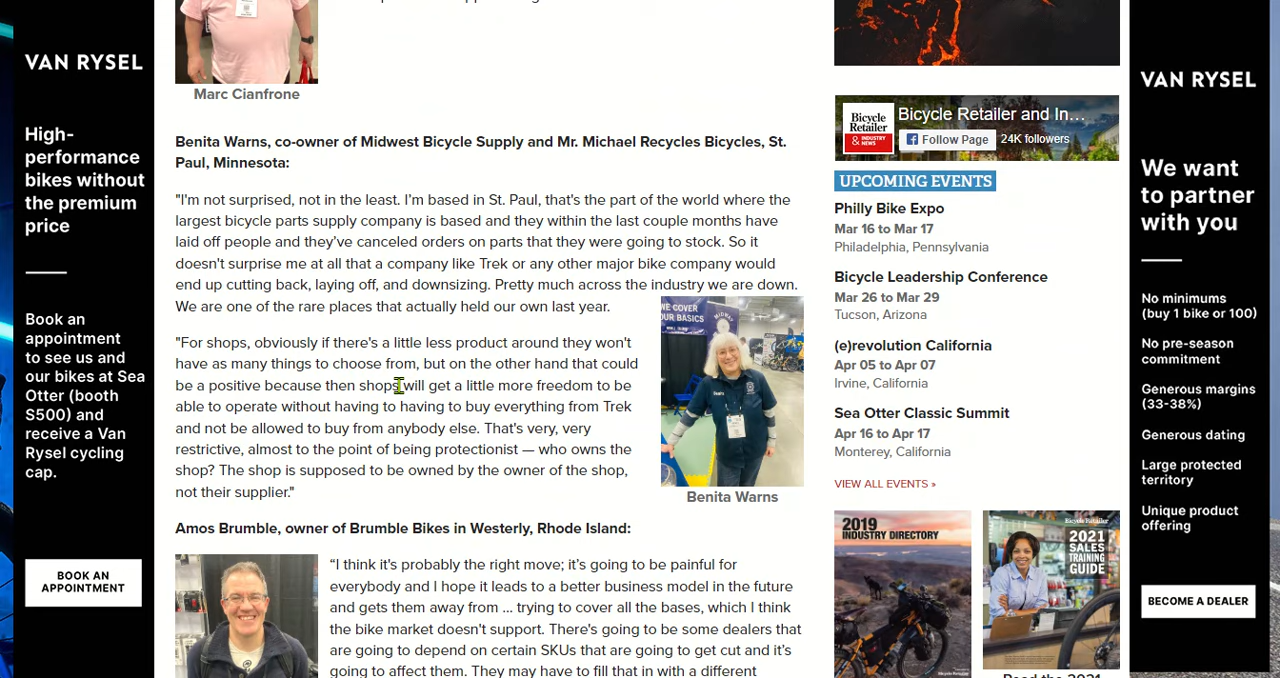 VAN RYSEL
High-
performance
bikes without
the premium
price
Book an
appointment
to see us and
our bikes at Sea
Otter (booth
S500) and
receive a Van
Rysel cycling
cap.
BOOK AN
APPOINTMENT
Marc Cianfrone
Benita Warns, co-owner of Midwest Bicycle Supply and Mr. Michael Recycles Bicycles, St.
Paul, Minnesota:
"I'm not surprised, not in the least. I'm based in St. Paul, that's the part of the world where the
largest bicycle parts supply company is based and they within the last couple months have
laid off people and they've canceled orders on parts that they were going to stock. So it
doesn't surprise me at all that a company like Trek or any other major bike company would
end up cutting back, laying off, and downsizing. Pretty much across the industry we are down.
We are one of the rare places that actually held our own last year.
"For shops, obviously if there's a little less product around they won't
have as many things to choose from, but on the other hand that could
be a positive because then shops will get a little more freedom to be
able to operate without having to having to buy everything from Trek
and not be allowed to buy from anybody else. That's very, very
restrictive, almost to the point of being protectionist — who owns the
shop? The shop is supposed to be owned by the owner of the shop,
not their supplier."
WE COVER
OUR BASICS
Benita Warns
Amos Brumble, owner of Brumble Bikes in Westerly, Rhode Island:
“I think it's probably the right move; it's going to be painful for
everybody and I hope it leads to a better business model in the future
and gets them away from ... trying to cover all the bases, which I think
the bike market doesn't support. There's going to be some dealers that
are going to depend on certain SKUs that are going to get cut and it's
going to affect them. They may have to fill that in with a different
Bicycle
Retailer
& INDUSTRY
NEWS
Bicycle Retailer and In…
Follow Page
24K followers
UPCOMING EVENTS
Philly Bike Expo
Mar 16 to Mar 17
Philadelphia, Pennsylvania
Bicycle Leadership Conference
Mar 26 to Mar 29
Tucson, Arizona
(e)revolution California
Apr 05 to Apr 07
Irvine, California
Sea Otter Classic Summit
Apr 16 to Apr 17
Monterey, California
VIEW ALL EVENTS »
2019
INDUSTRY DIRECTORY
Bicycle Retailer
2021
SALES
TRAINING
GUIDE
Read the 2021
VAN RYSEL
We want
to partner
with you
No minimums
(buy 1 bike or 100)
No pre-season
commitment
Generous margins
(33-38%)
Generous dating
Large protected
territory
Unique product
offering
BECOME A DEALER